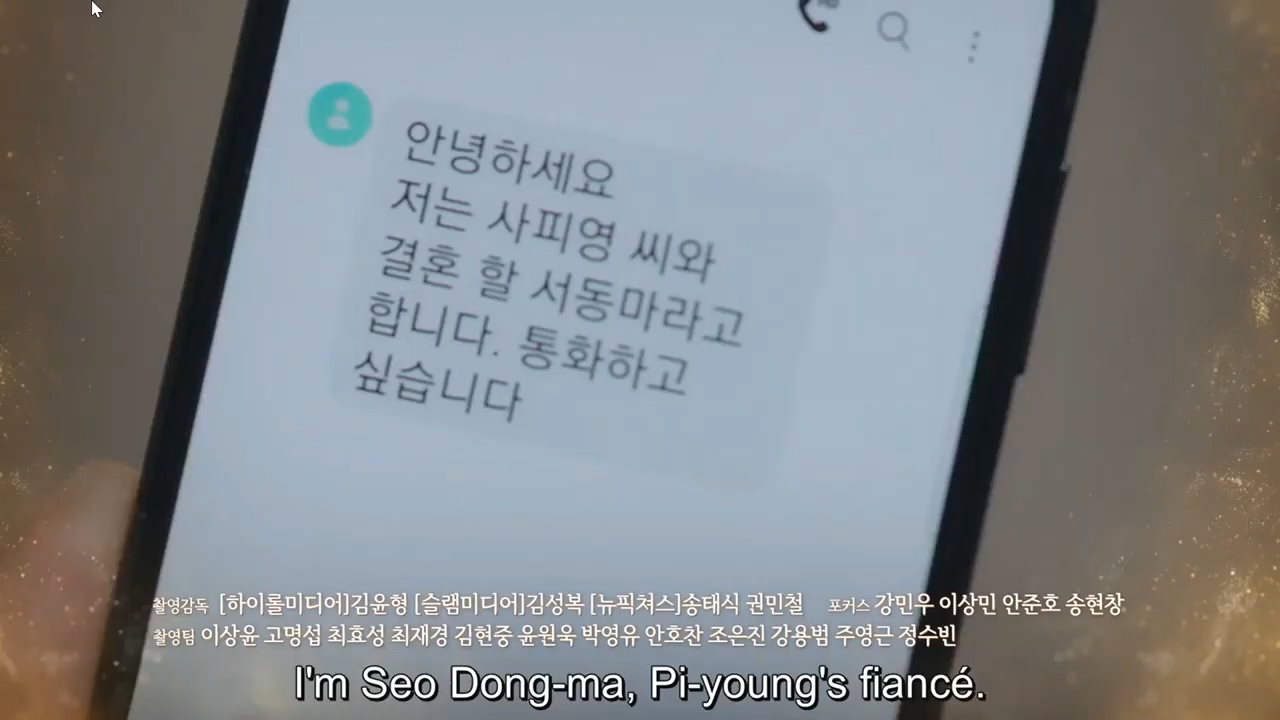 안녕하세요
저는 사피영 씨와
결혼 할 서동마라고
합니다. 통화하고
싶습니다
촬영감독 [하이롤미디어]김윤형 [슬램미디어]김성복 [뉴픽쳐스]송태식 권민철 포커스 강민우 이상민 안준호 송현창
촬영팀 이상윤 고명섭 최효성 최재경 김현중 윤원욱 박영유 안호찬 조은진 강용범 주영근 정수빈
I'm Seo Dong-ma, Pi-young's fiancé.